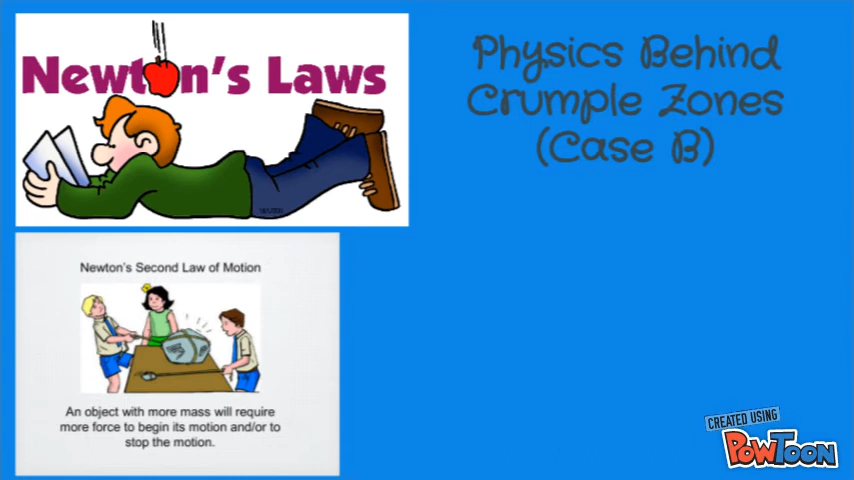 Newton's Laws
Physics Behind
Crumple Zones
(Case B)
Newton's Second Law of Motion
An object with more mass will require
more force to begin its motion and/or to
stop the motion.
CREATED USING
POWTOON